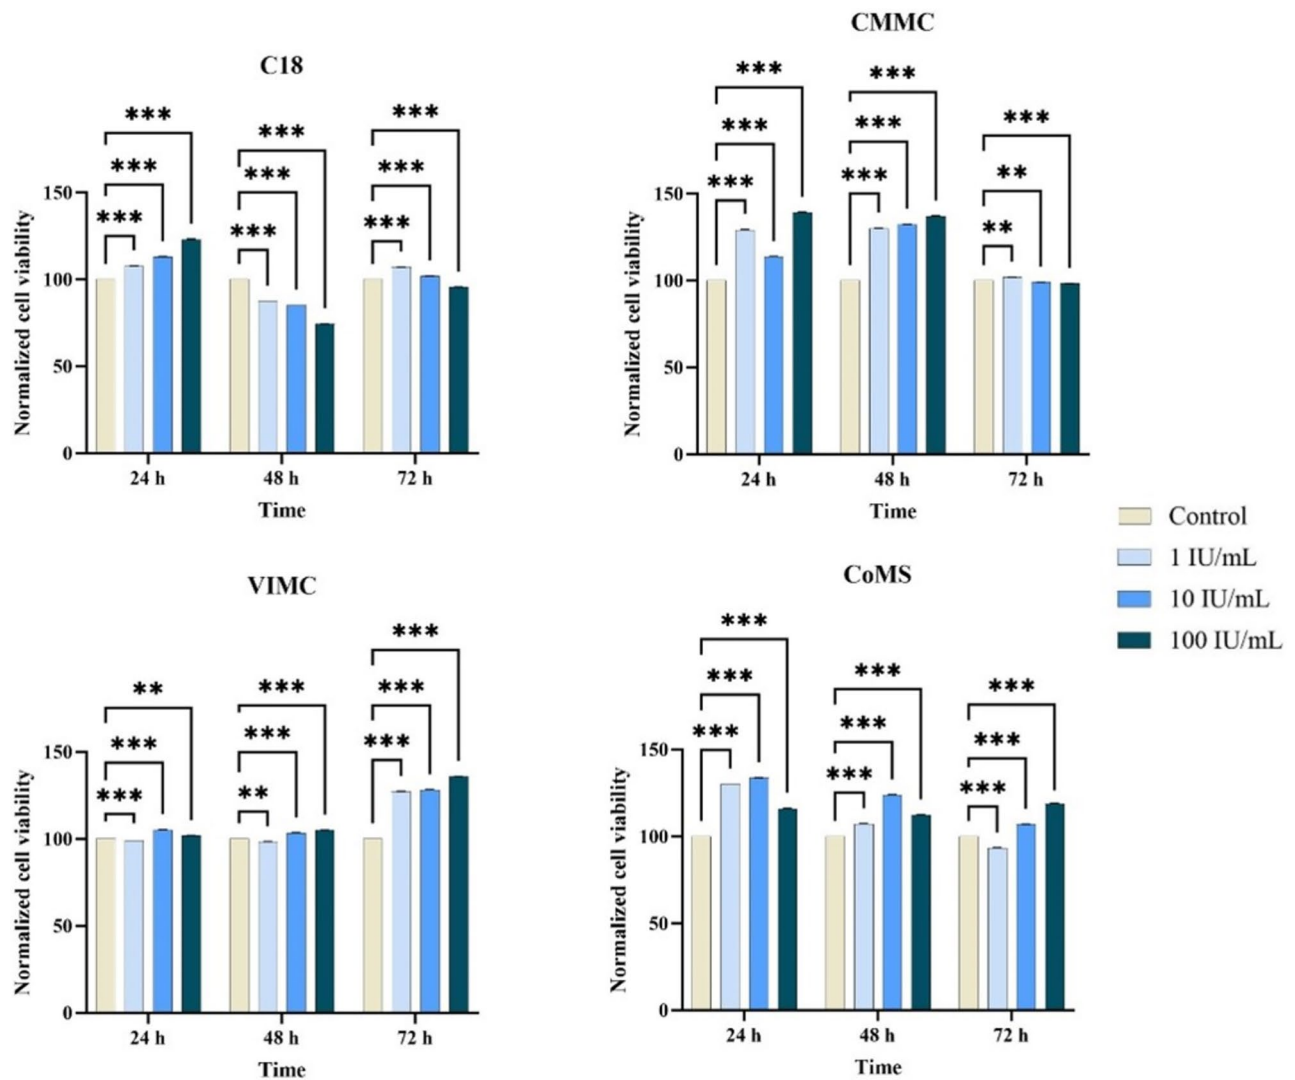 C18
***
***
***
***
***
***
***
***
***
Normalized cell viability
150
100
50
0
24 h
48 h
72 h
Time
CMMC
***
***
***
***
***
***
***
**
**
Normalized cell viability
150
100
50
0
24 h
48 h
72 h
Time
Control
1 IU/mL
10 IU/mL
100 IU/mL
VIMC
**
***
***
***
***
**
***
***
***
Normalized cell viability
150
100
50
0
24 h
48 h
72 h
Time
CoMS
***
***
***
***
***
***
***
***
***
Normalized cell viability
150
100
50
0
24 h
48 h
72 h
Time